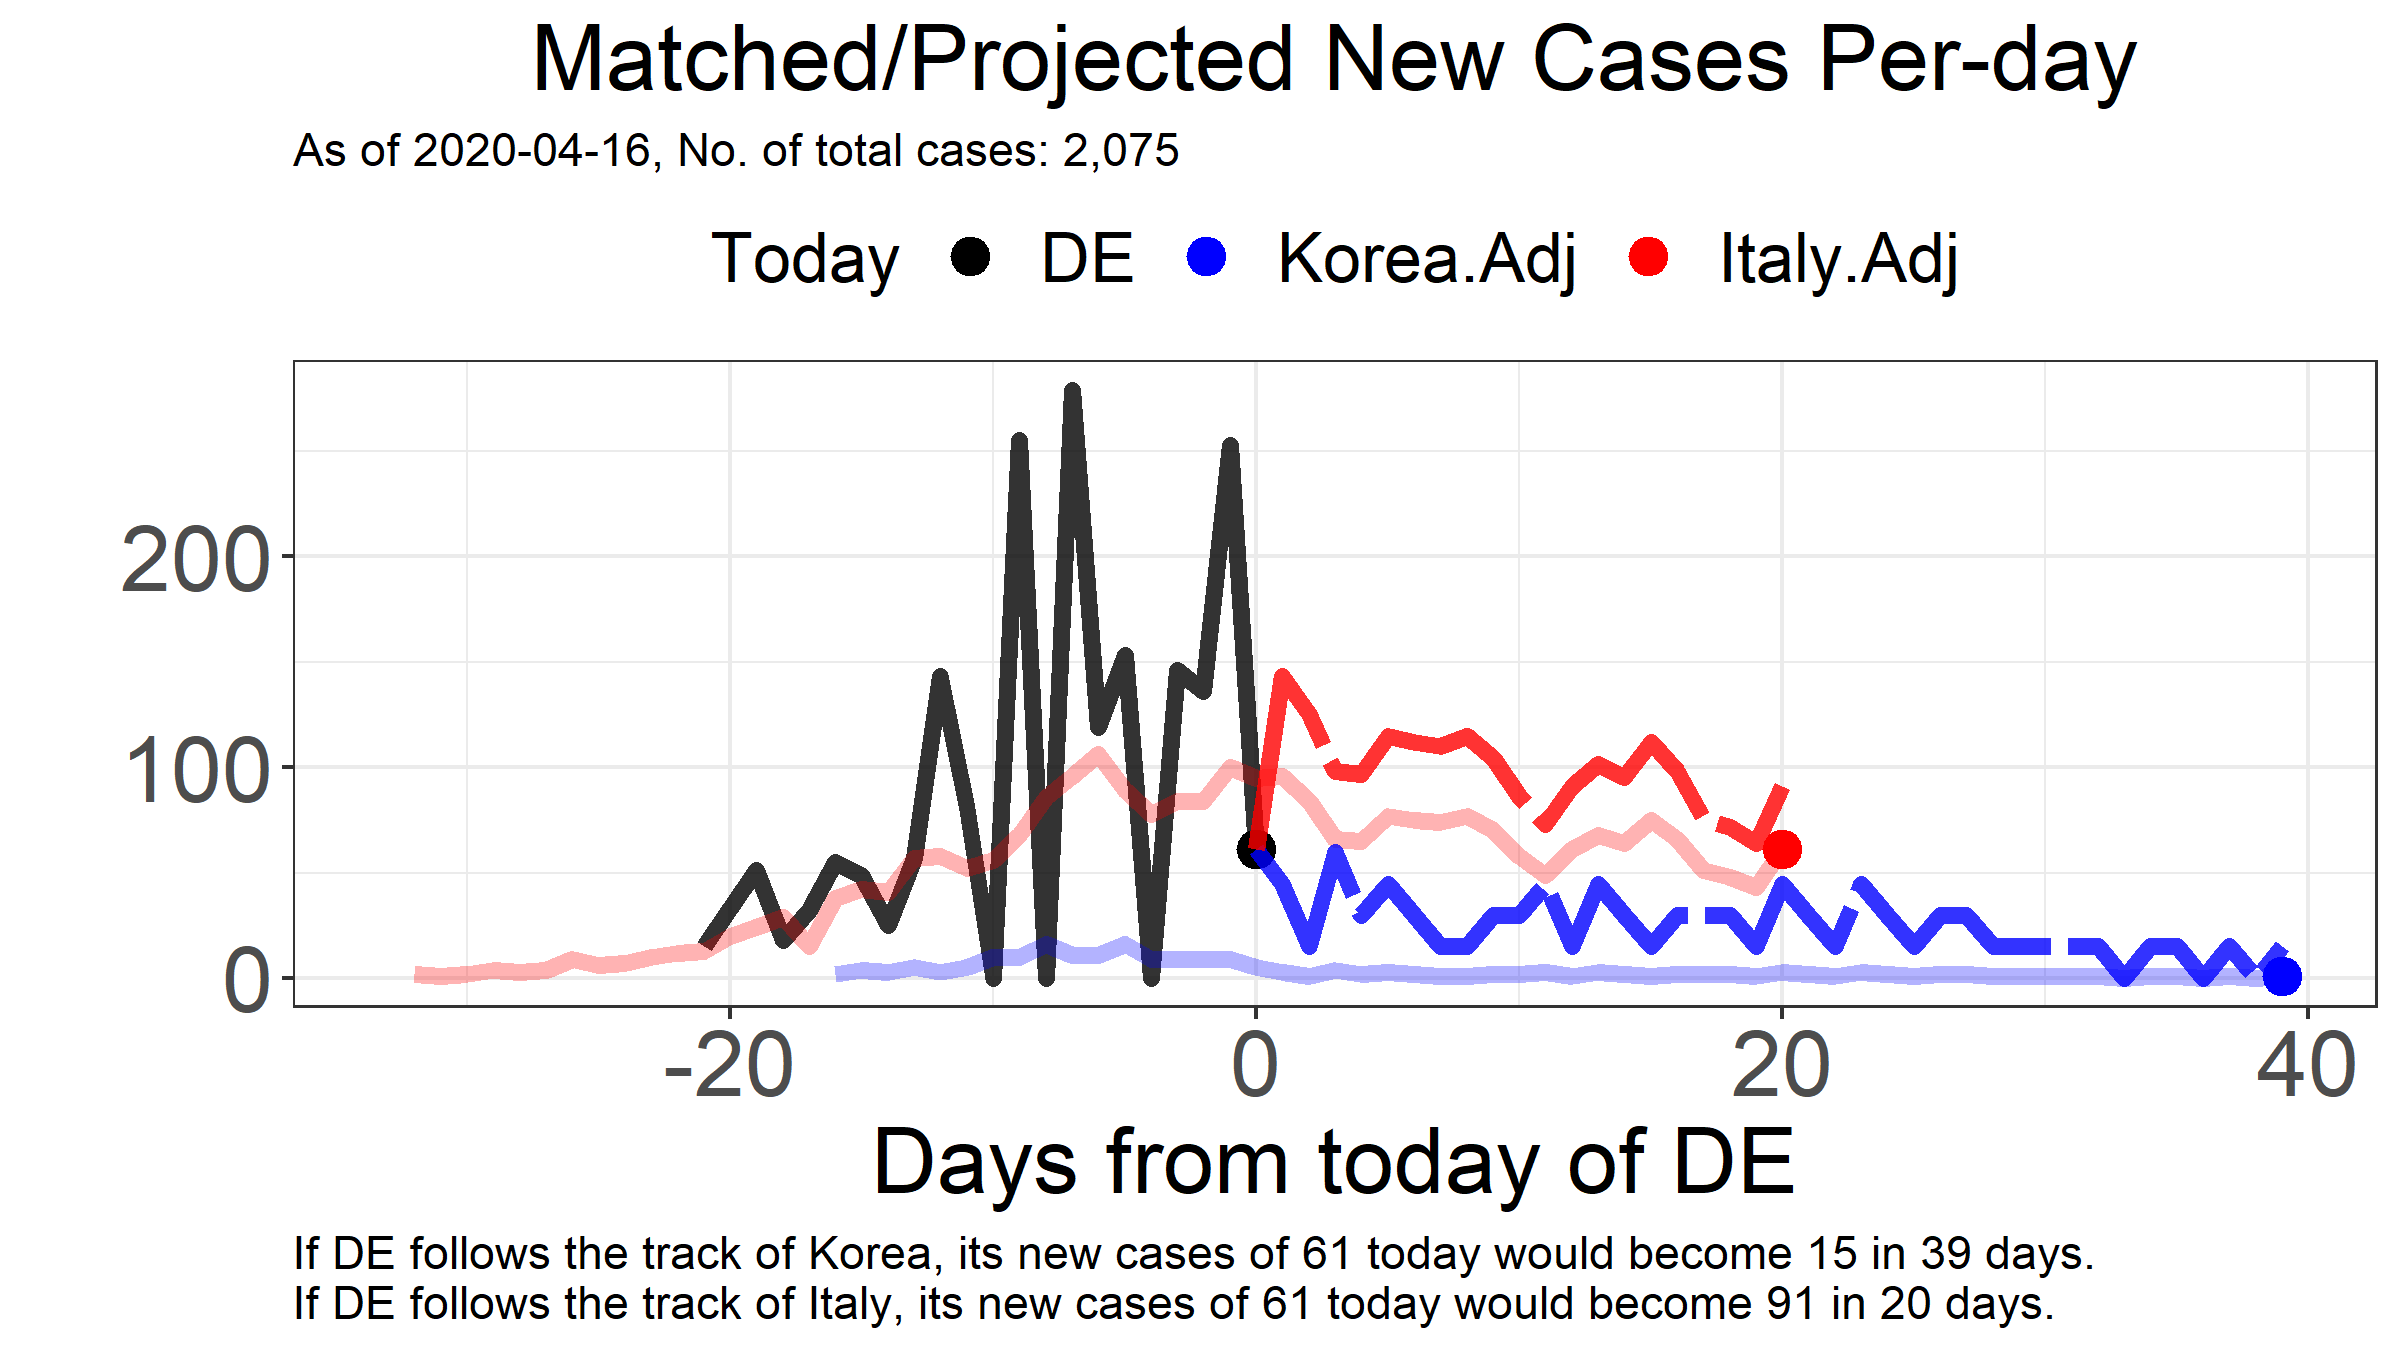 Matched/Projected New Cases Per-day
As of 2020-04-16, No. of total cases: 2,075
Today DE Korea.Adj Italy.Adj
200
100
0
-20 0 20 40
Days from today of DE
If DE follows the track of Korea, its new cases of 61 today would become 15 in 39 days.
If DE follows the track of Italy, its new cases of 61 today would become 91 in 20 days.